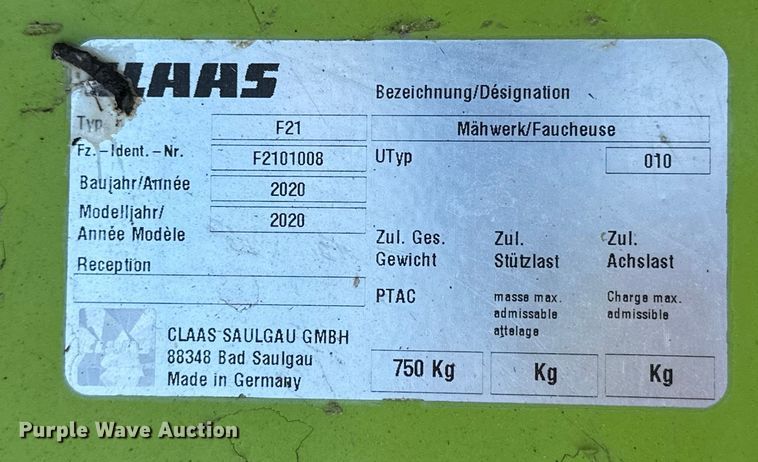 CLAAS
Bezeichnung/Désignation
Typ F21 Mähwerk/Faucheuse
Fz.-Ident.-Nr. F2101008 UTyp 010
Baujahr/Année 2020
Modelljahr/ 2020
Année Modèle
Zul. Ges. Zul. Zul.
Gewicht Stützlast Achslast
Reception
PTAC masse max. Charge max.
admissable admissible
attelage
CLAAS SAULGAU GMBH
88348 Bad Saulgau
Made in Germany
750 Kg Kg Kg
Purple Wave Auction